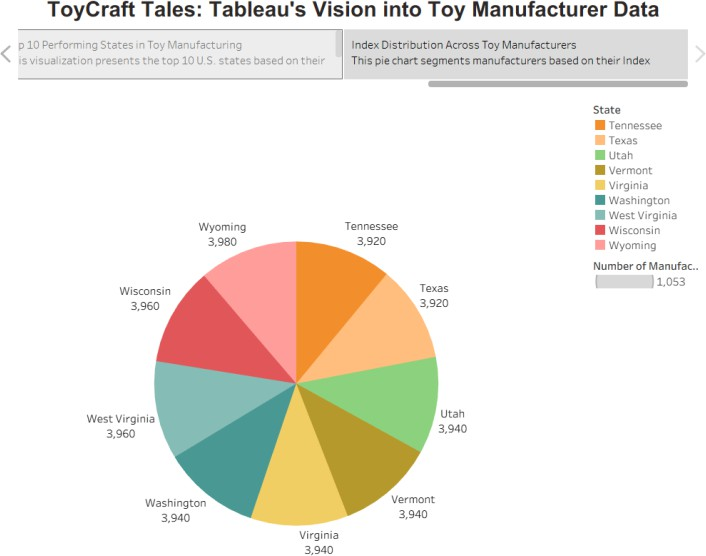 ToyCraft Tales: Tableau's Vision into Toy Manufacturer Data
p 10 Performing States in Toy Manufacturing
is visualization presents the top 10 U.S. states based on their
Index Distribution Across Toy Manufacturers
This pie chart segments manufacturers based on their Index
State
Tennessee
Texas
Utah
Vermont
Virginia
Washington
West Virginia
Wisconsin
Wyoming
Number of Manufac..
1,053
Wyoming
3,980
Tennessee
3,920
Wisconsin
3,960
Texas
3,920
West Virginia
3,960
Utah
3,940
Washington
3,940
Vermont
3,940
Virginia
3,940